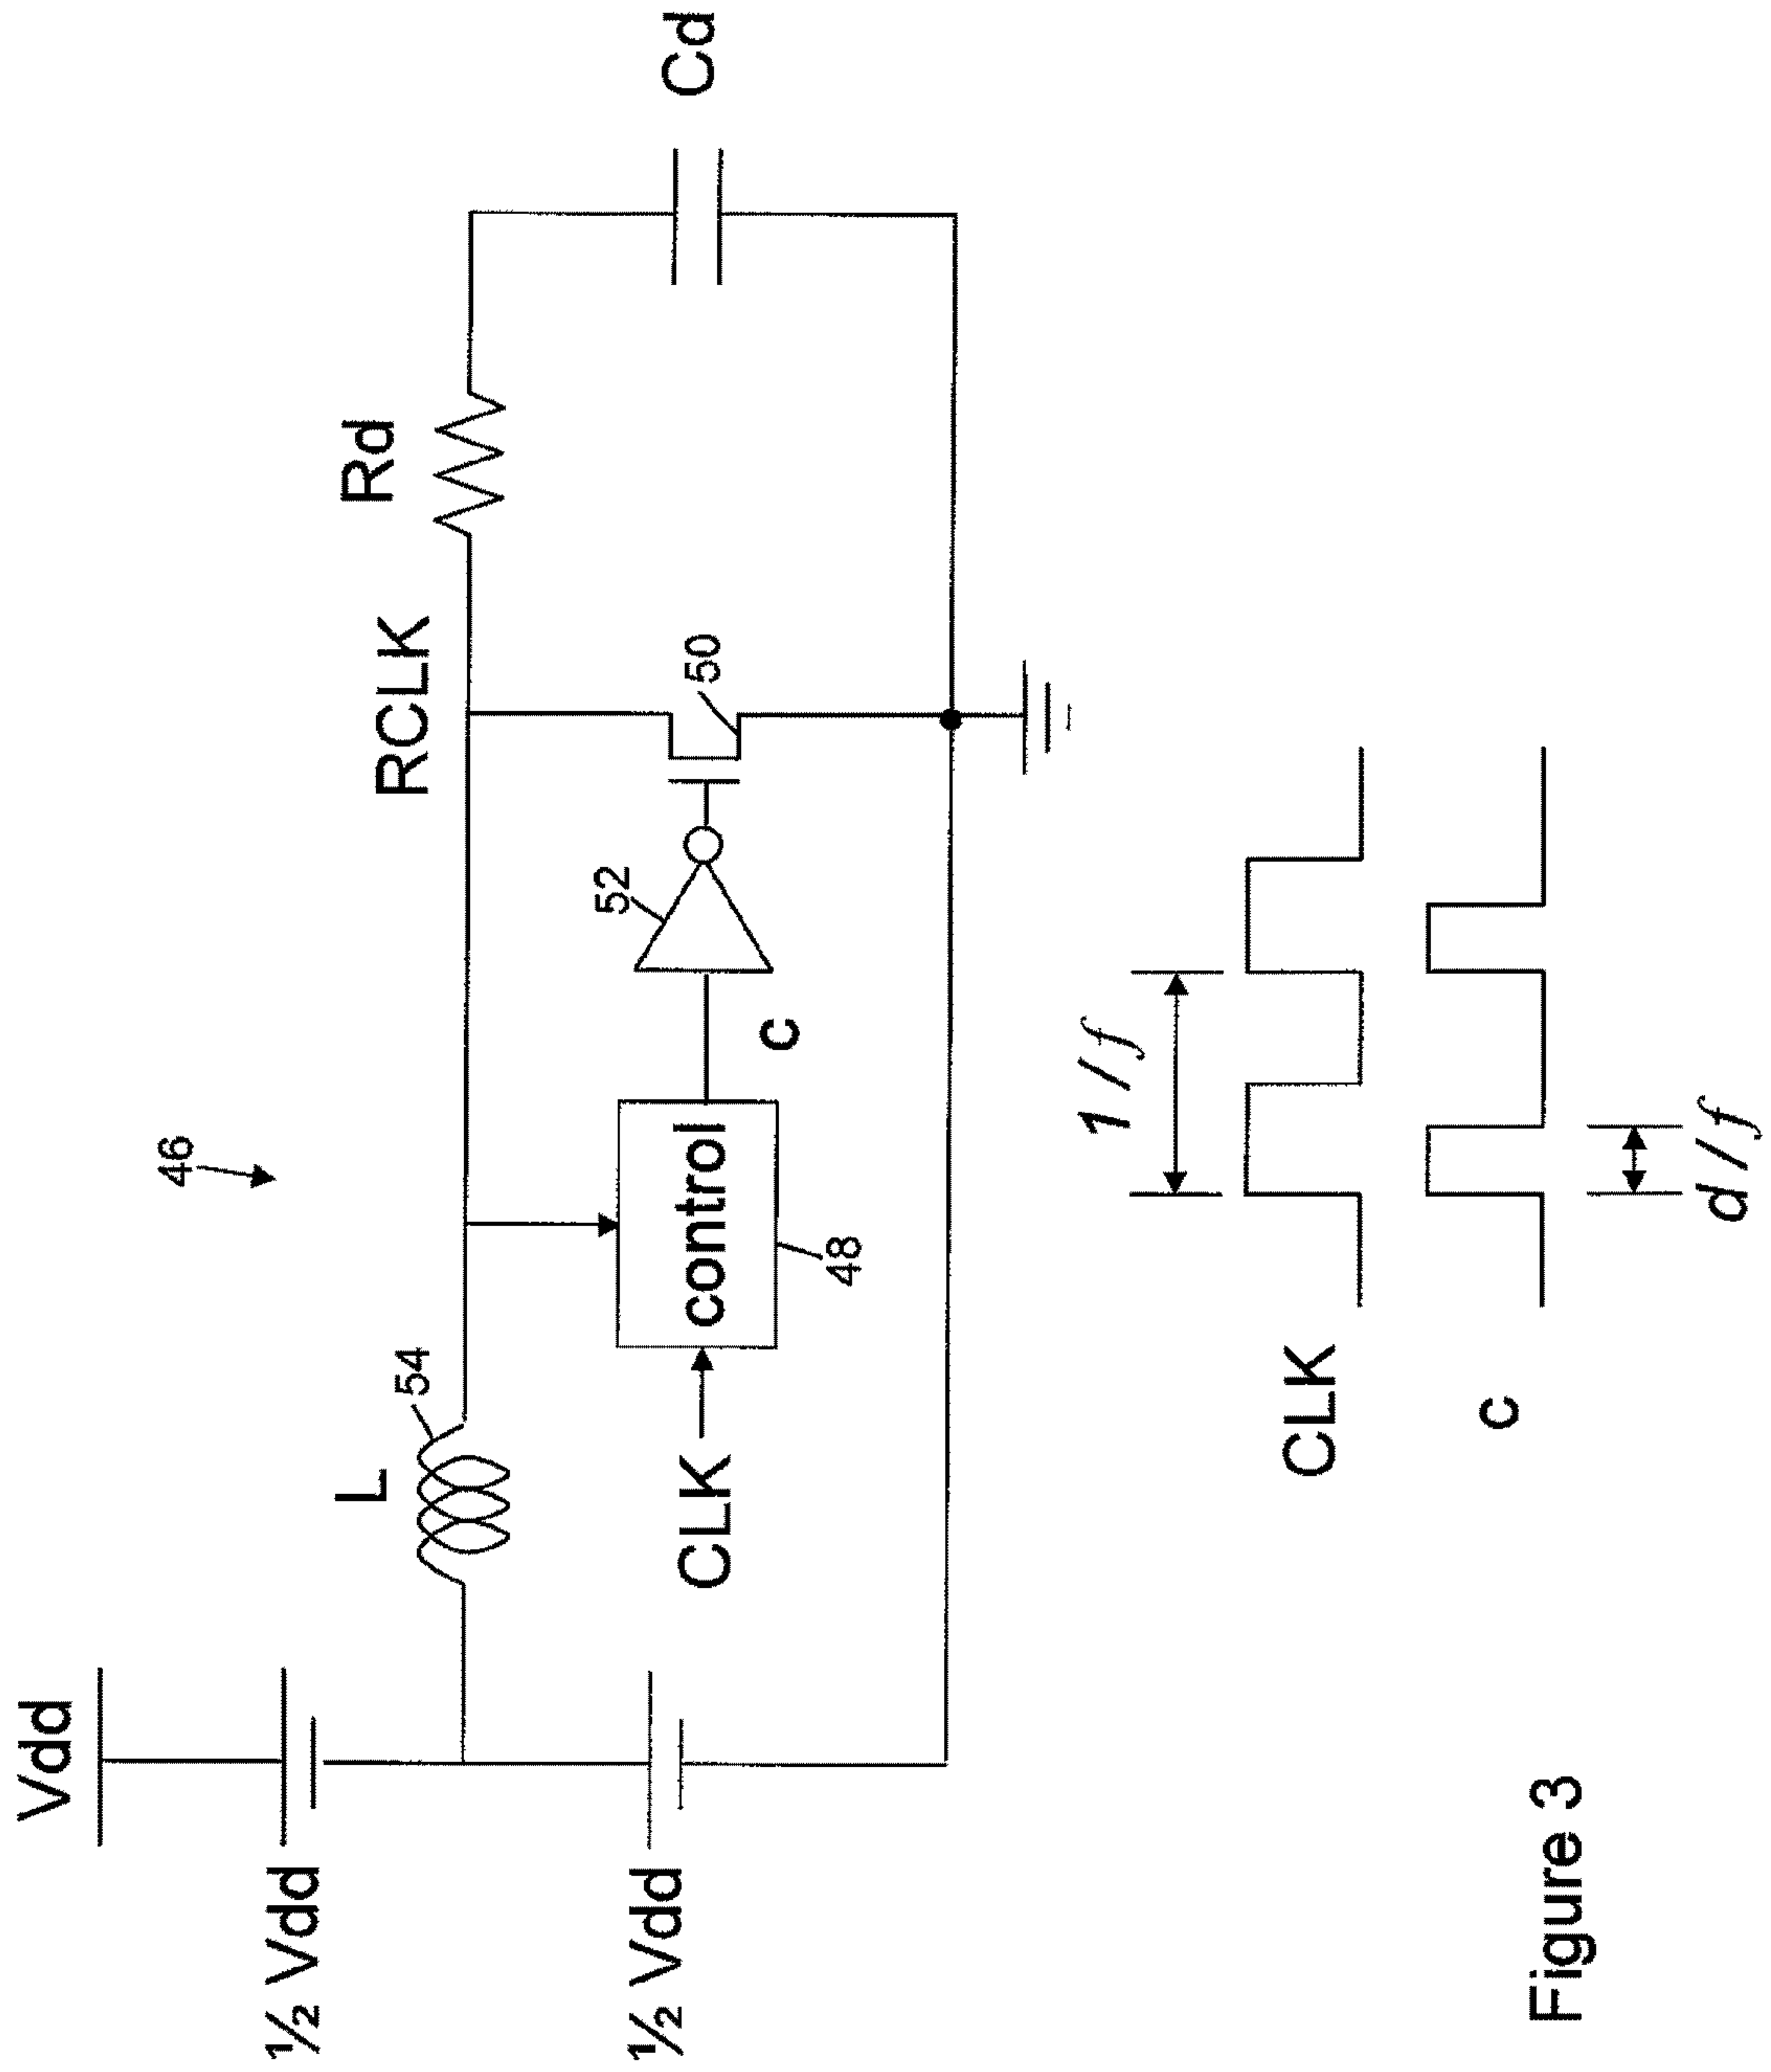 Vdd
½ Vdd
½ Vdd
L
54
46
RCLK
Rd
Cd
CLK
control
48
c
52
50
1/f
CLK
c
d/f
Figure 3